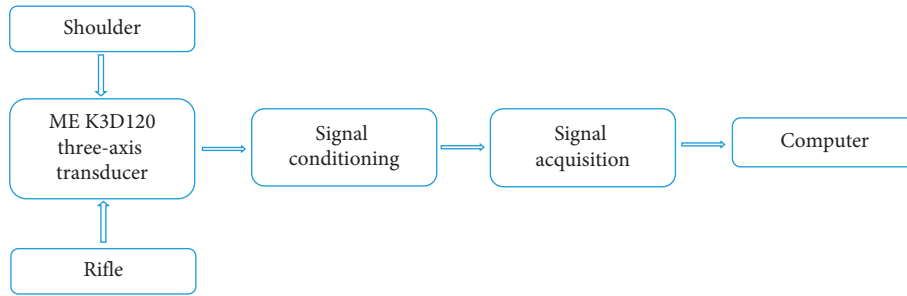 Shoulder
ME K3D120
three-axis
transducer
Signal
conditioning
Signal
acquisition
Computer
Rifle